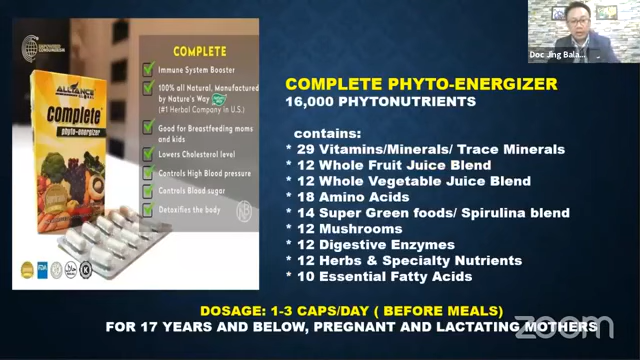 EMPOWERED CONSUMERISM
COMPLETE
Immune System Booster
100% all Natural, Manufactured
by Nature's Way
(#1 Herbal Company in U.S.)
Good for Breastfeeding moms
and kids
Lowers Cholesterol level
Controls High Blood pressure
Controls Blood sugar
Detoxifies the body
ALLIANCE
GLOBAL
complete
phyto-energizer
FDA
Doc Jing Bala...
COMPLETE PHYTO-ENERGIZER
16,000 PHYTONUTRIENTS
contains:
* 29 Vitamins/Minerals/ Trace Minerals
* 12 Whole Fruit Juice Blend
* 12 Whole Vegetable Juice Blend
* 18 Amino Acids
* 14 Super Green foods/ Spirulina blend
* 12 Mushrooms
* 12 Digestive Enzymes
* 12 Herbs & Specialty Nutrients
* 10 Essential Fatty Acids
DOSAGE: 1-3 CAPS/DAY ( BEFORE MEALS)
FOR 17 YEARS AND BELOW, PREGNANT AND LACTATING MOTHERS
zoom